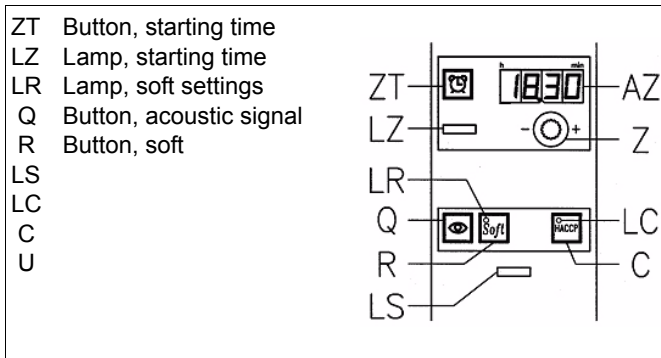 ZT Button, starting time
LZ Lamp, starting time
LR Lamp, soft settings
Q Button, acoustic signal
R Button, soft
LS
LC
C
U
h min
ZT 18.30 AZ
LZ - + Z
LR
Q Soft HACCP LC
R C
LS